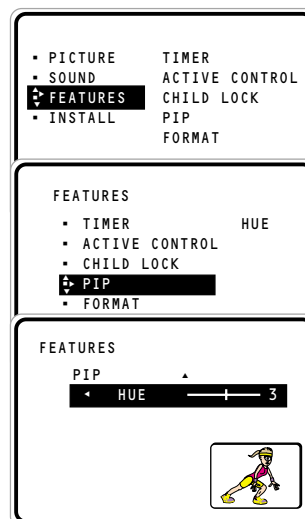 PICTURE TIMER
SOUND ACTIVE CONTROL
FEATURES CHILD LOCK
INSTALL PIP
FORMAT
FEATURES
TIMER HUE
ACTIVE CONTROL
CHILD LOCK
PIP
FORMAT
FEATURES
PIP
HUE 3